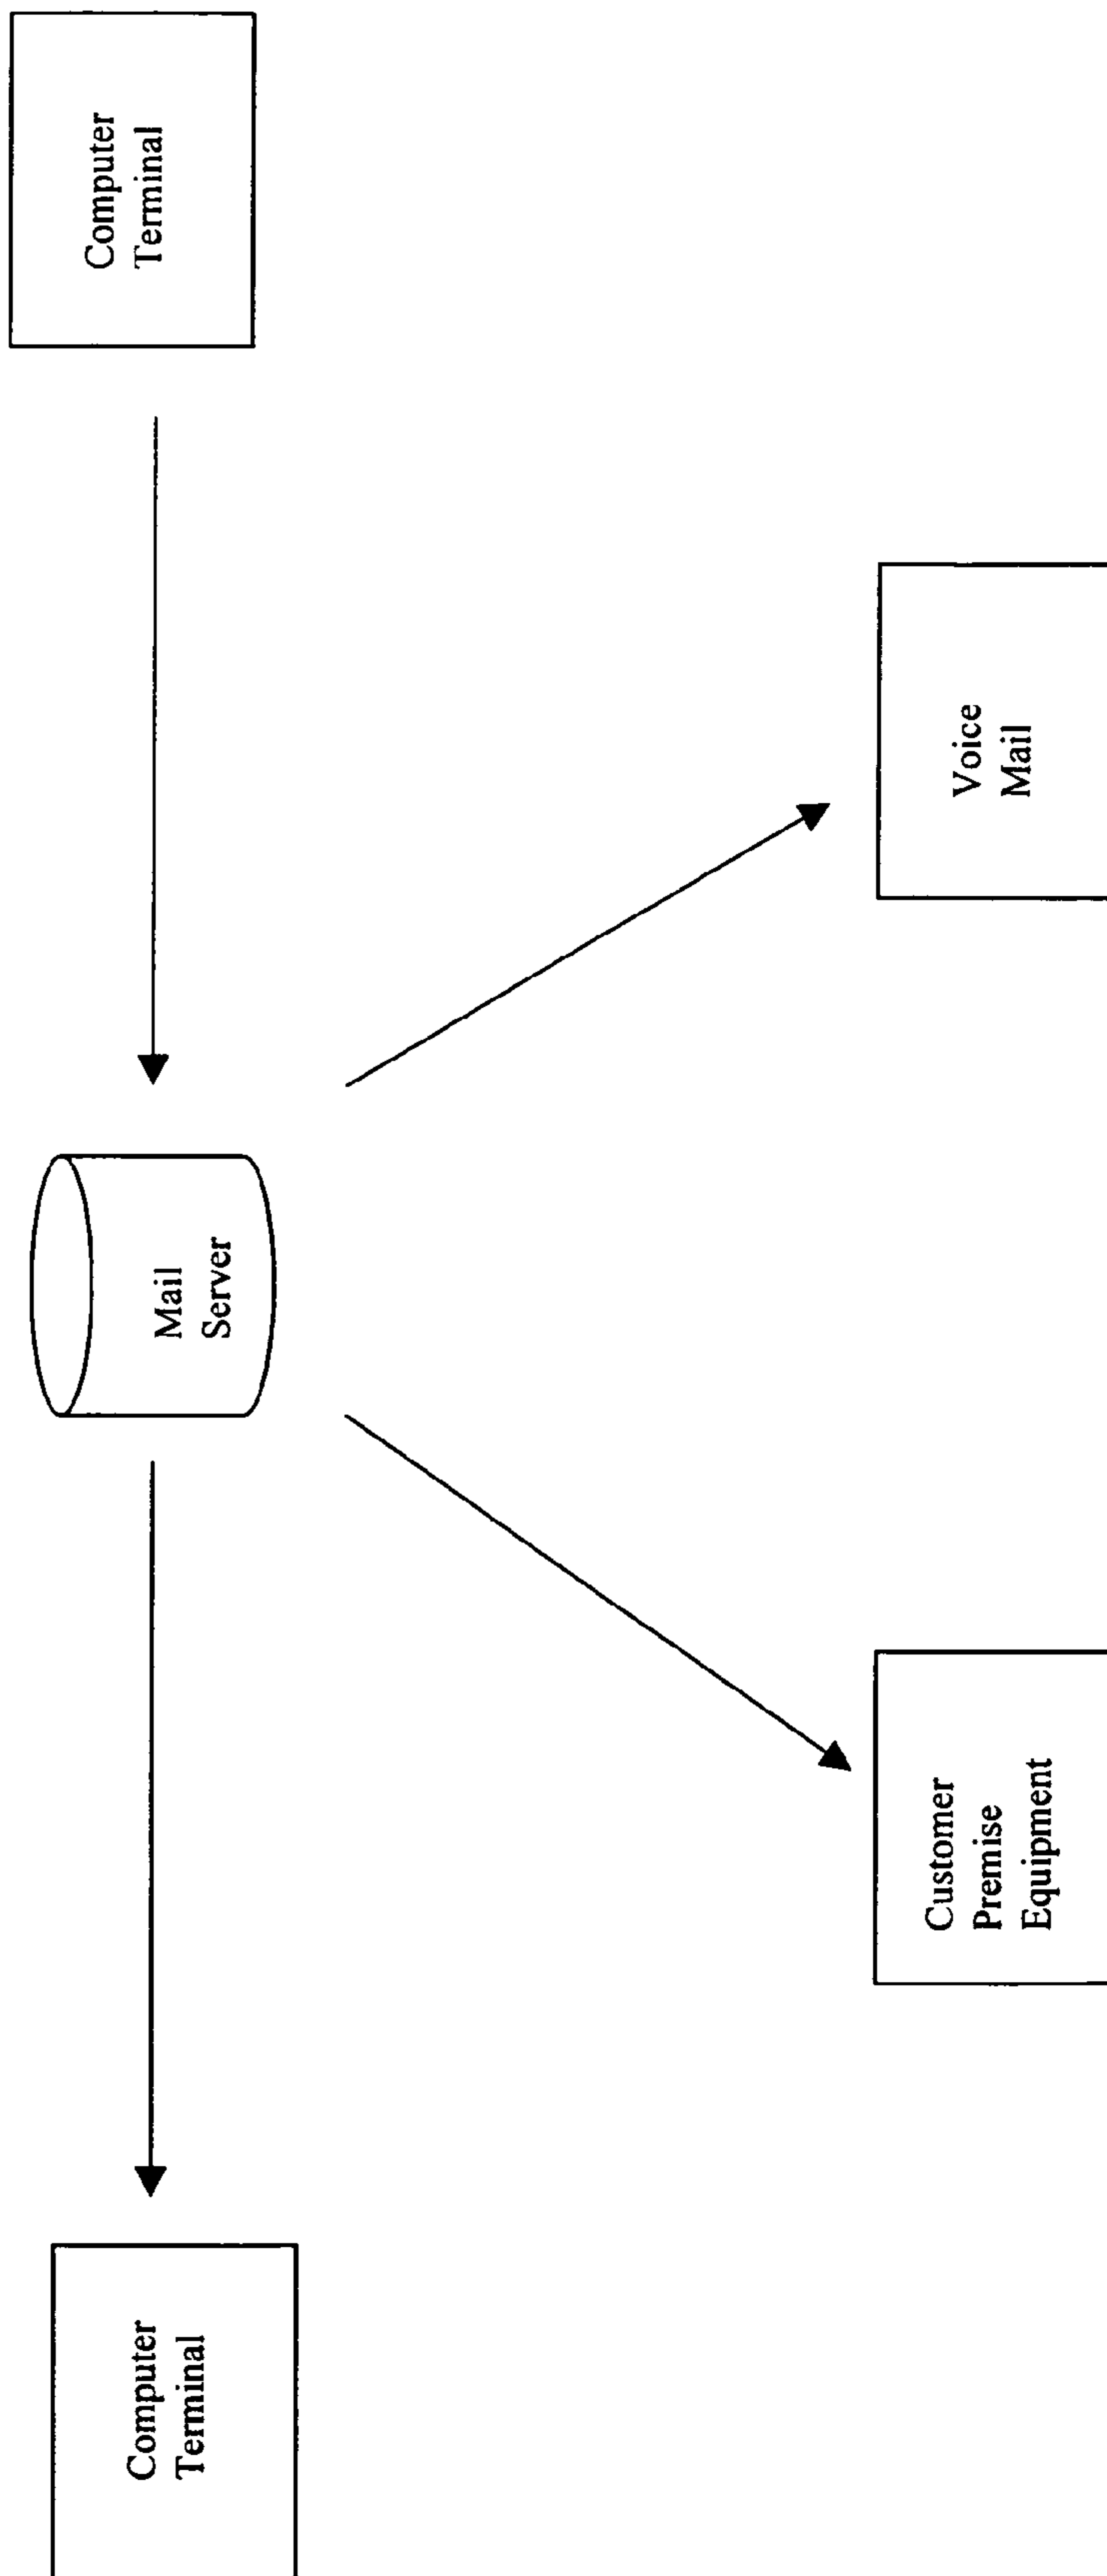 Computer
Terminal
Mail
Server
Computer
Terminal
Customer
Premise
Equipment
Voice
Mail